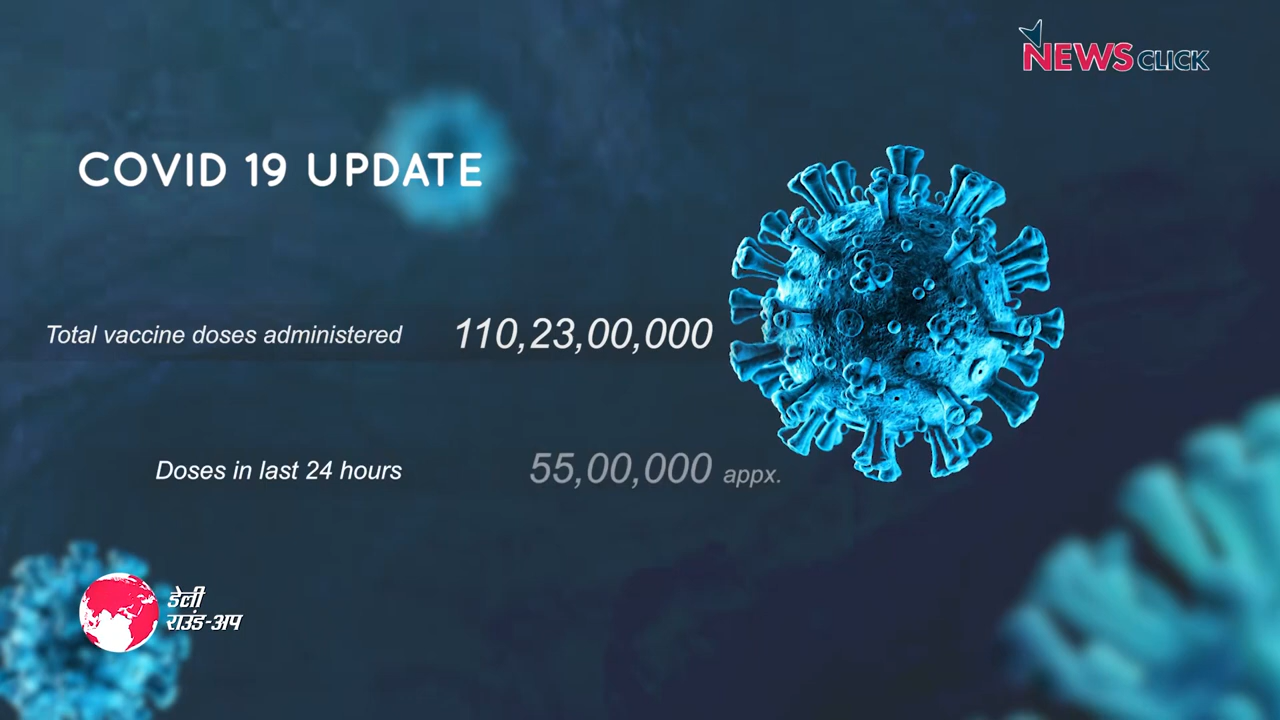 NEWSCLICK
COVID 19 UPDATE
Total vaccine doses administered 110,23,00,000
Doses in last 24 hours 55,00,000 appx.
डेली
राउंड-अप